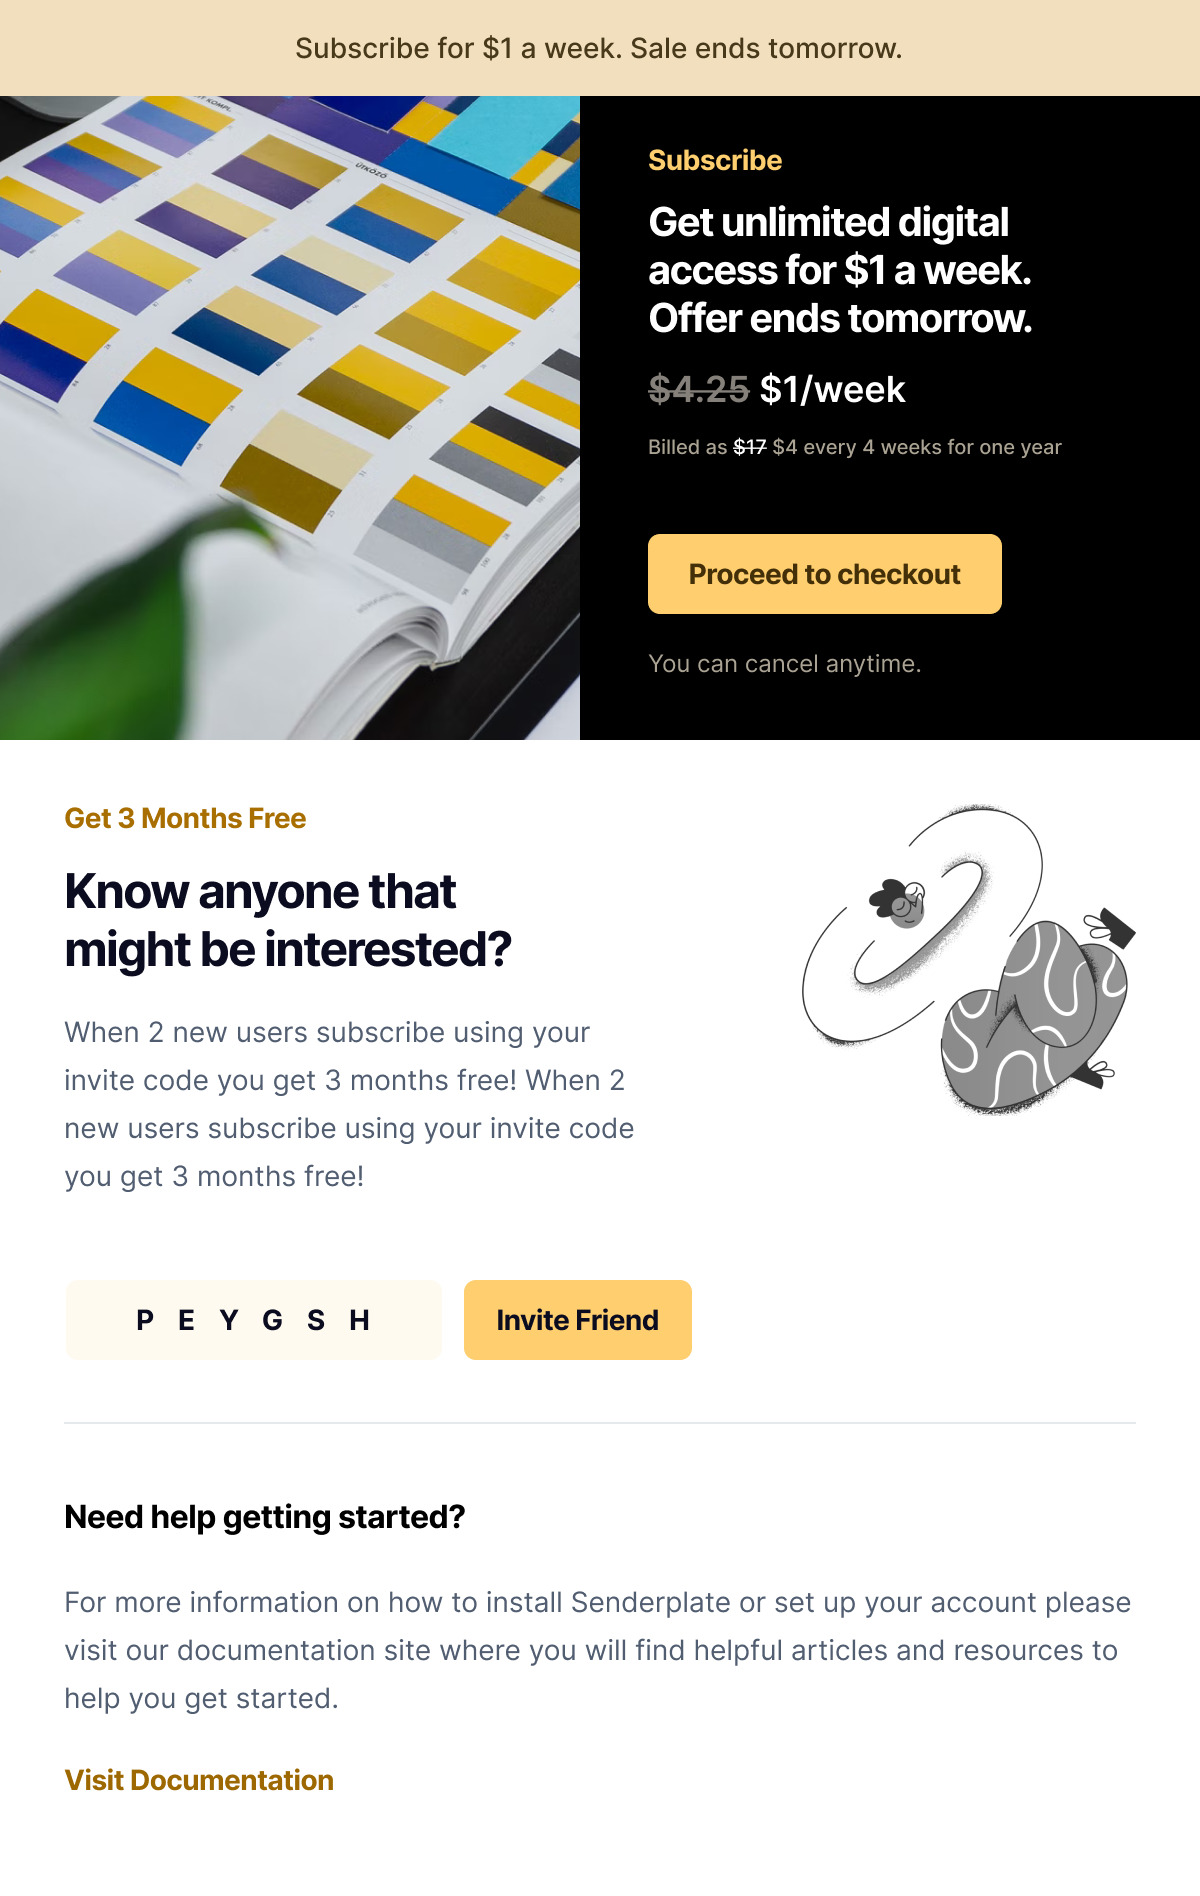 Subscribe for $1 a week. Sale ends tomorrow.
ÜTKÖZŐ
Subscribe
Get unlimited digital
access for $1 a week.
Offer ends tomorrow.
$4.25 $1/week
Billed as $17 $4 every 4 weeks for one year
Proceed to checkout
You can cancel anytime.
Get 3 Months Free
Know anyone that
might be interested?
When 2 new users subscribe using your
invite code you get 3 months free! When 2
new users subscribe using your invite code
you get 3 months free!
P E Y G S H
Invite Friend
Need help getting started?
For more information on how to install Senderplate or set up your account please
visit our documentation site where you will find helpful articles and resources to
help you get started.
Visit Documentation